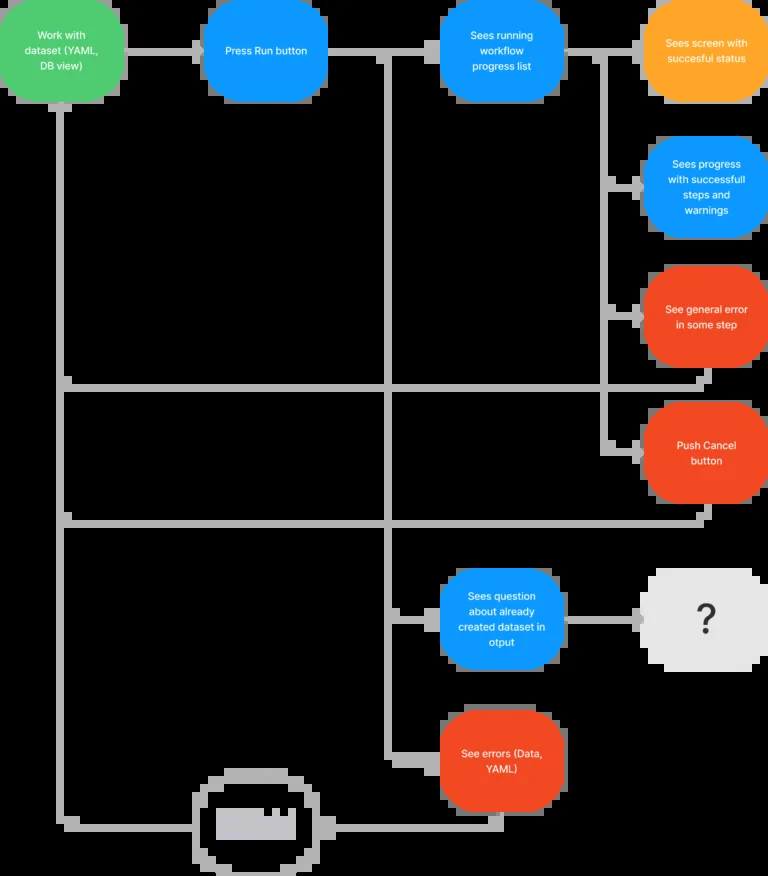 Work with
dataset (YAML,
DB view)
Press Run button
Sees running
workflow
progress list
Sees screen with
succesful status
Sees progress
with successfull
steps and
warnings
See general error
in some step
Push Cancel
button
Sees question
about already
created dataset in
otput
?
See errors (Data,
YAML)